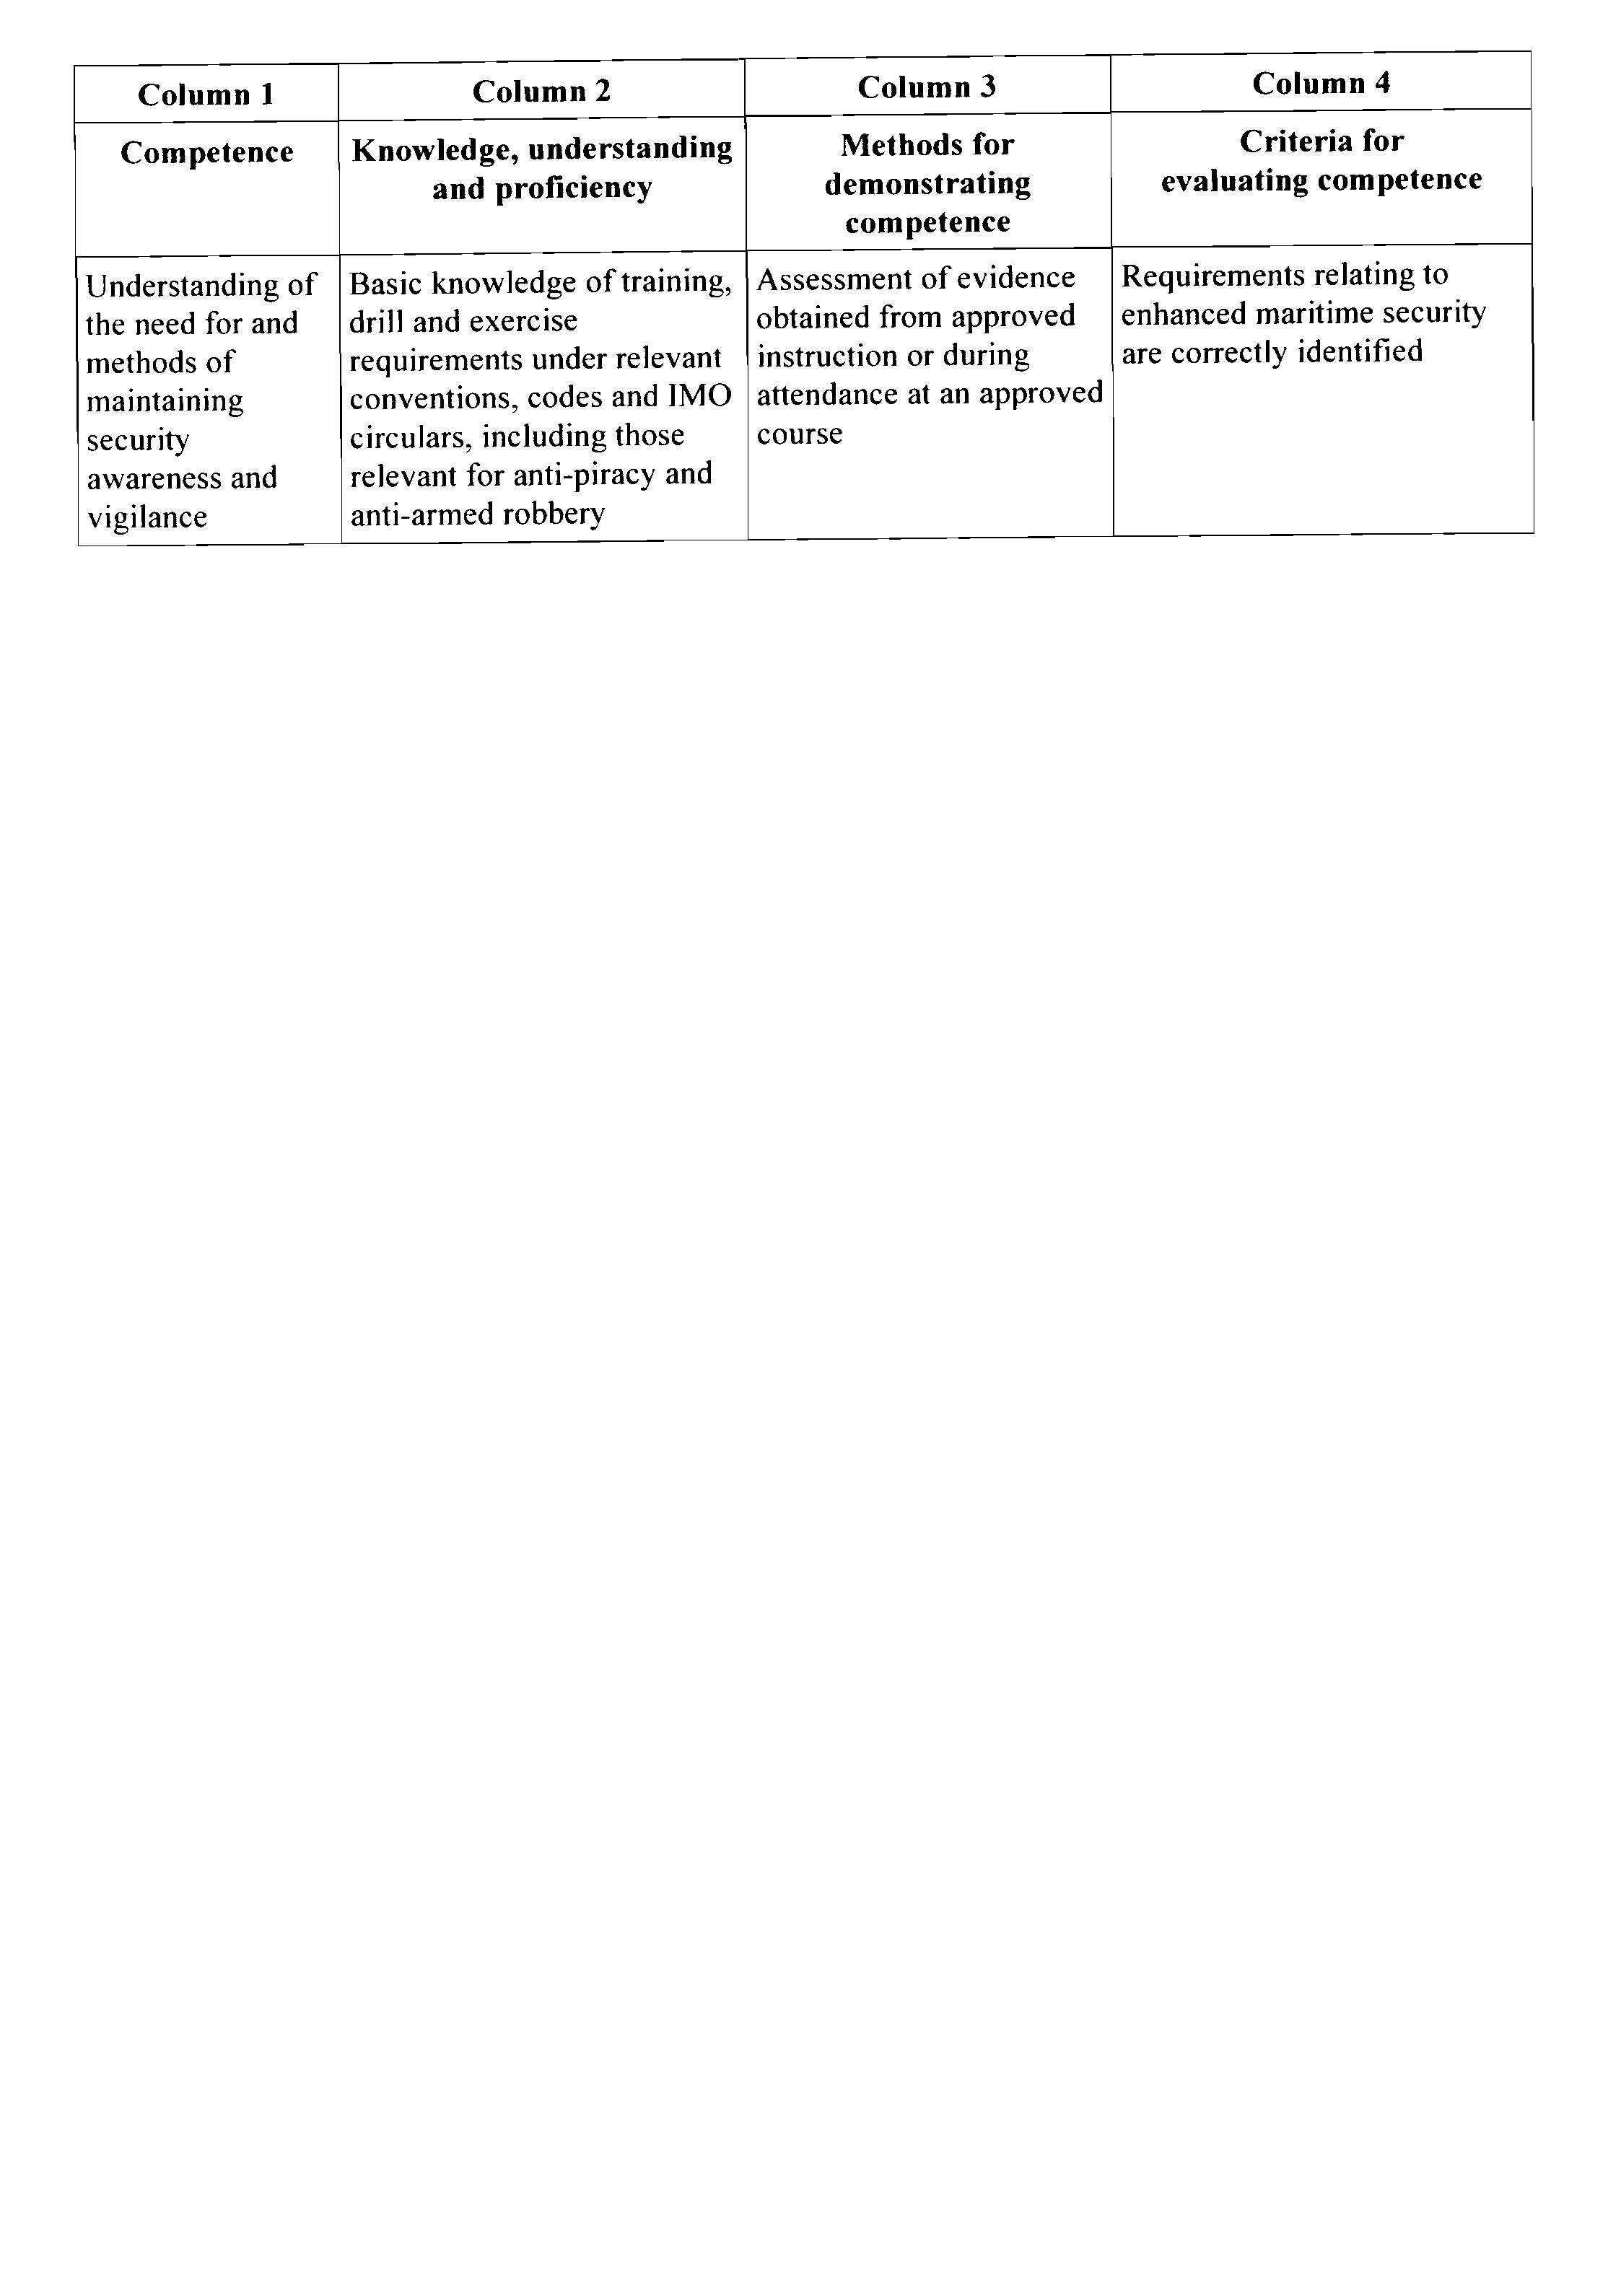 Column 1
Column 2
Column 3
Column 4
Competence
Knowledge, understanding
and proficiency
Methods for
demonstrating
competence
Criteria for
evaluating competence
Understanding of
the need for and
methods of
maintaining
security
awareness and
vigilance
Basic knowledge of training,
drill and exercise
requirements under relevant
conventions, codes and IMO
circulars, including those
relevant for anti-piracy and
anti-armed robbery
Assessment of evidence
obtained from approved
instruction or during
attendance at an approved
course
Requirements relating to
enhanced maritime security
are correctly identified